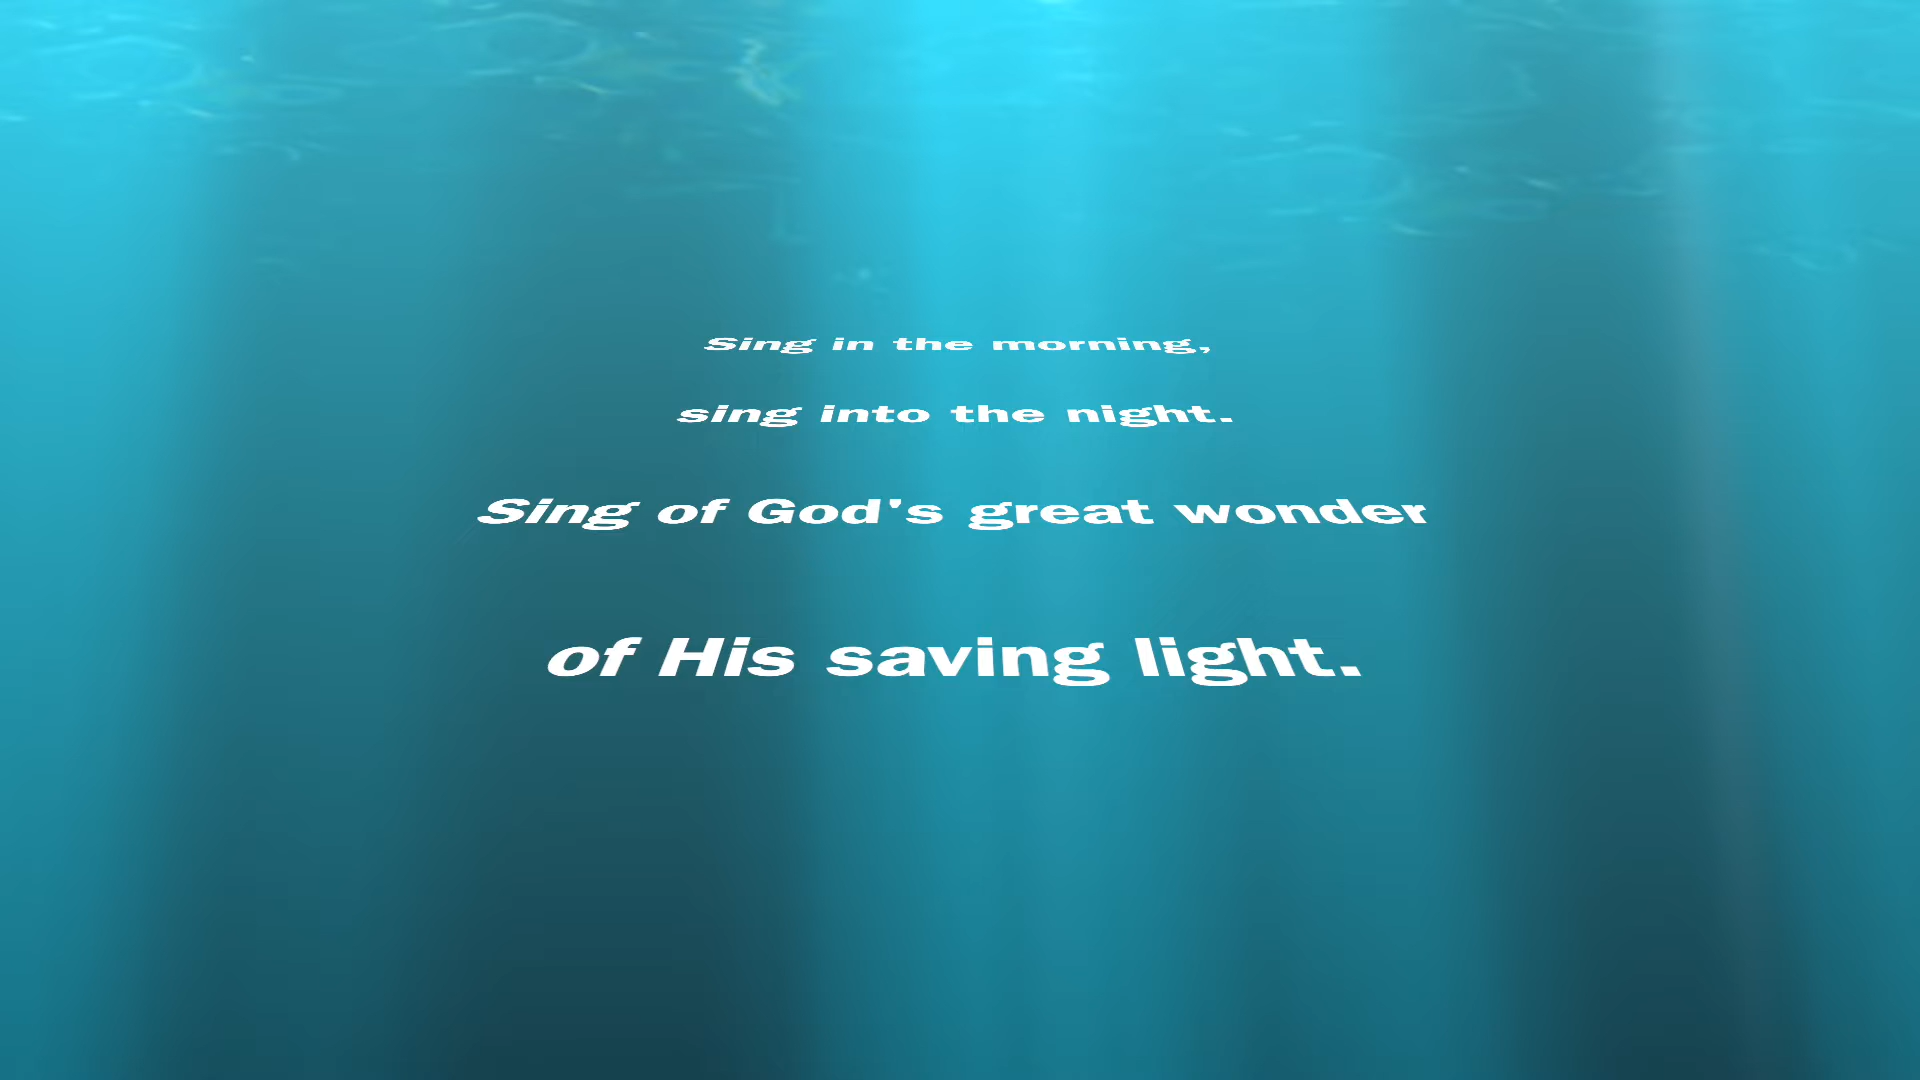 Sing in the morning,
sing into the night.
Sing of God's great wonder
of His saving light.